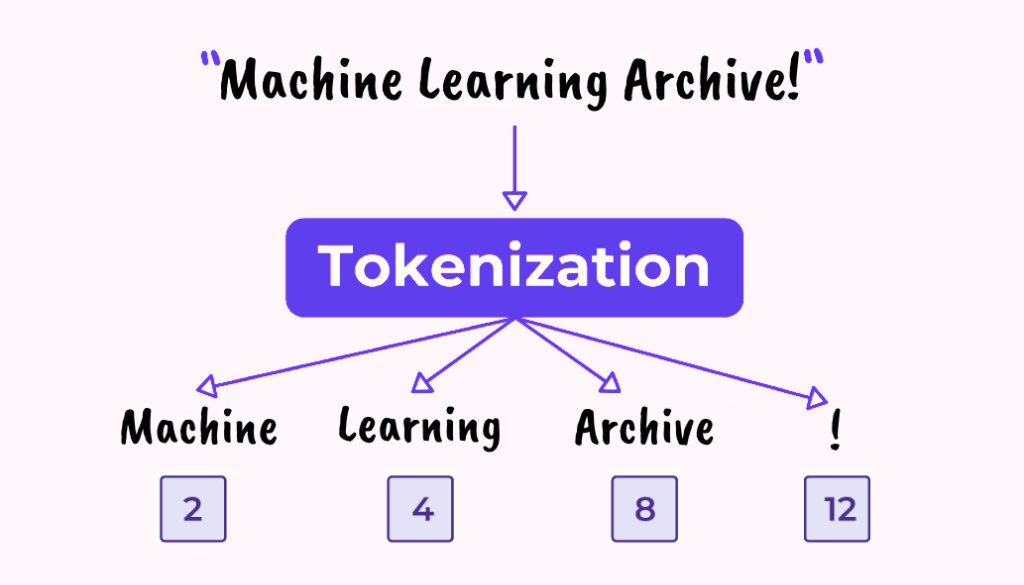 "Machine Learning Archive!"
Tokenization
Machine Learning Archive !
2 4 8 12